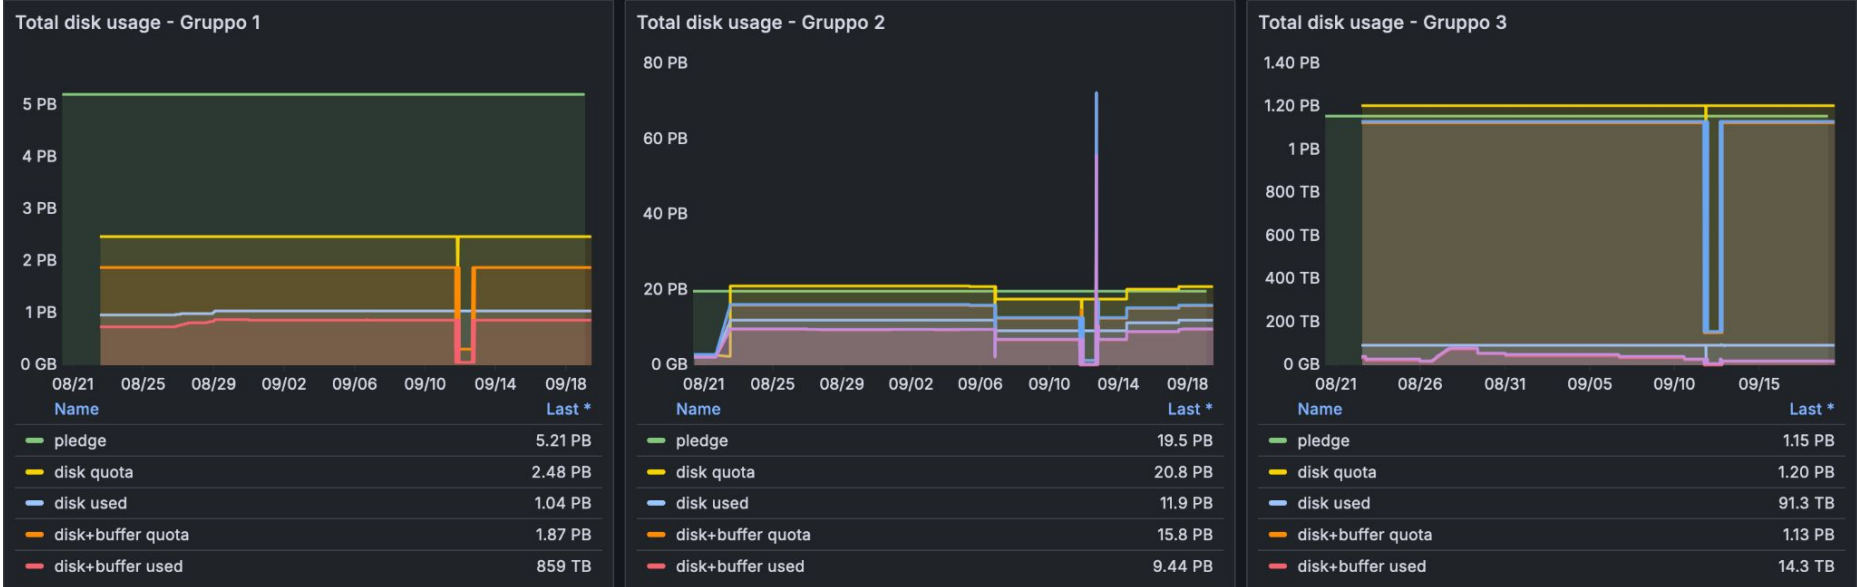 Total disk usage - Gruppo 1
5 PB
4 PB
3 PB
2 PB
1 PB
0 GB
08/21 08/25 08/29 09/02 09/06 09/10 09/14 09/18
Name Last *
pledge 5.21 PB
disk quota 2.48 PB
disk used 1.04 PB
disk+buffer quota 1.87 PB
disk+buffer used 859 TB
Total disk usage - Gruppo 2
80 PB
60 PB
40 PB
20 PB
0 GB
08/21 08/25 08/29 09/02 09/06 09/10 09/14 09/18
Name Last *
pledge 19.5 PB
disk quota 20.8 PB
disk used 11.9 PB
disk+buffer quota 15.8 PB
disk+buffer used 9.44 PB
Total disk usage - Gruppo 3
1.40 PB
1.20 PB
1 PB
800 TB
600 TB
400 TB
200 TB
0 GB
08/21 08/26 08/31 09/05 09/10 09/15
Name Last *
pledge 1.15 PB
disk quota 1.20 PB
disk used 91.3 TB
disk+buffer quota 1.13 PB
disk+buffer used 14.3 TB